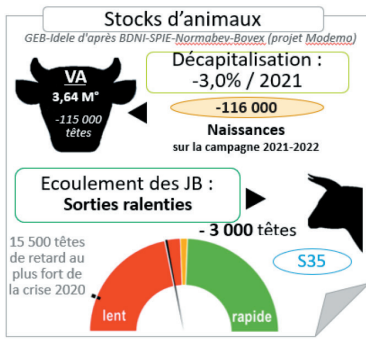 Stocks d'animaux
GEB-Idele d'après BDNI-SPIE-Normabev-Bovex (projet Modemo)
VA
3,64 M°
-115 000
têtes
Décapitalisation :
-3,0% / 2021
-116 000
Naissances
sur la campagne 2021-2022
Ecoulement des JB :
Sorties ralenties
- 3 000 têtes
S35
15 500 têtes
de retard au
plus fort de
la crise 2020
lent
rapide